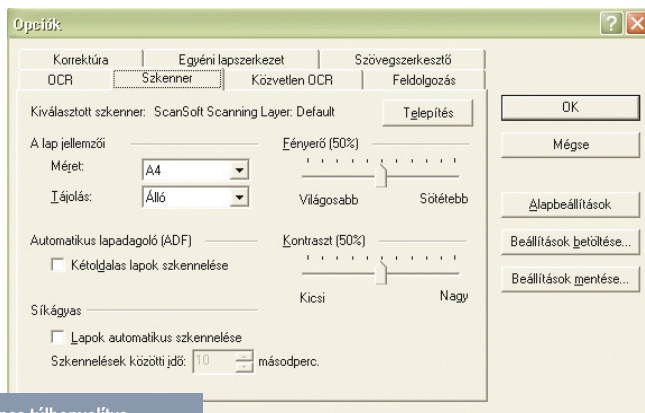 Opciók
Korrektúra Egyéni lapszerkezet Szövegszerkesztő
OCR Szkenner Közvetlen OCR Feldolgozás
Kiválasztott szkenner: ScanSoft Scanning Layer: Default Telepítés
A lap jellemzői
Méret: A4
Tájolás: Álló
Fényerő (50%)
Világosabb Sötétebb
Automatikus lapadagoló (ADF)
Kétoldalas lapok szkennelése
Kontraszt (50%)
Kicsi Nagy
Síkágyas
Lapok automatikus szkennelése
Szkennelések közötti idő: 10 másodperc.
OK
Mégse
Alapbeállítások
Beállítások betöltése...
Beállítások mentése...